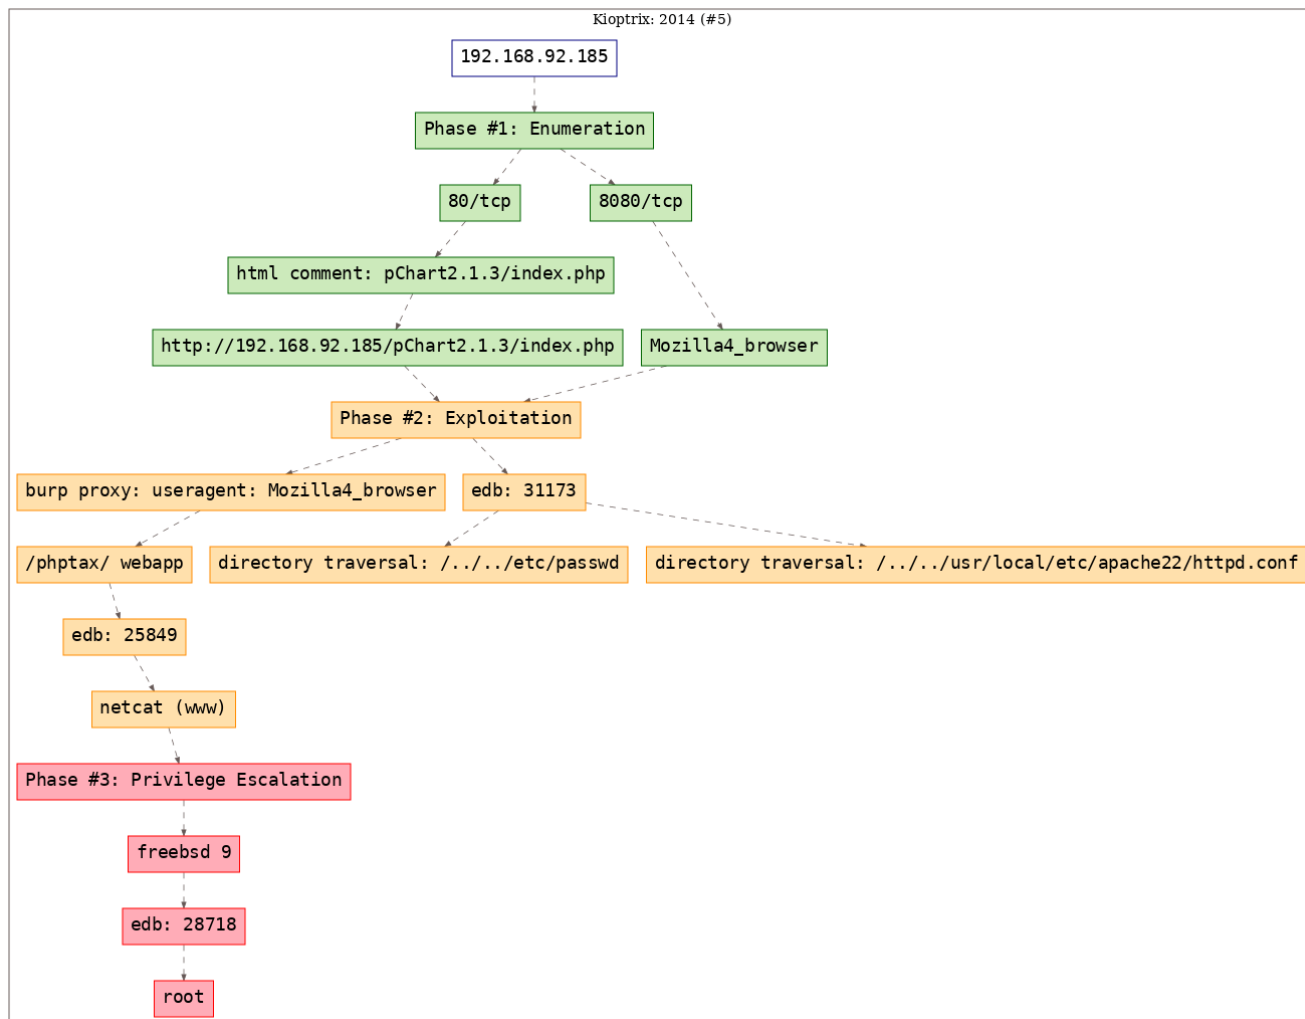 Kioptrix: 2014 (#5)
192.168.92.185
Phase #1: Enumeration
80/tcp
8080/tcp
html comment: pChart2.1.3/index.php
http://192.168.92.185/pChart2.1.3/index.php
Mozilla4_browser
Phase #2: Exploitation
burp proxy: useragent: Mozilla4_browser
edb: 31173
/phptax/ webapp
directory traversal: /../../etc/passwd
directory traversal: /../../usr/local/etc/apache22/httpd.conf
edb: 25849
netcat (www)
Phase #3: Privilege Escalation
freebsd 9
edb: 28718
root